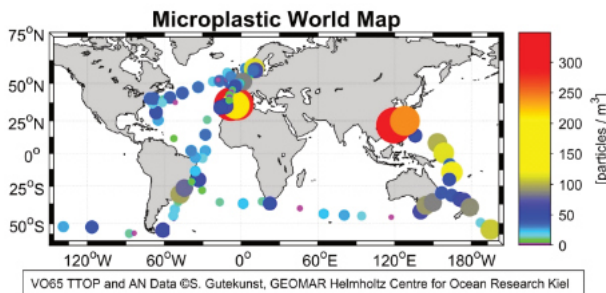 Microplastic World Map
75°N
50°N
25°N
0°
25°S
50°S
120°W
60°W
0°
60°E
120°E
180°W
300
250
200
150
100
50
0
[particles / m³]
VO65 TTOP and AN Data ©S. Gutekunst, GEOMAR Helmholtz Centre for Ocean Research Kiel